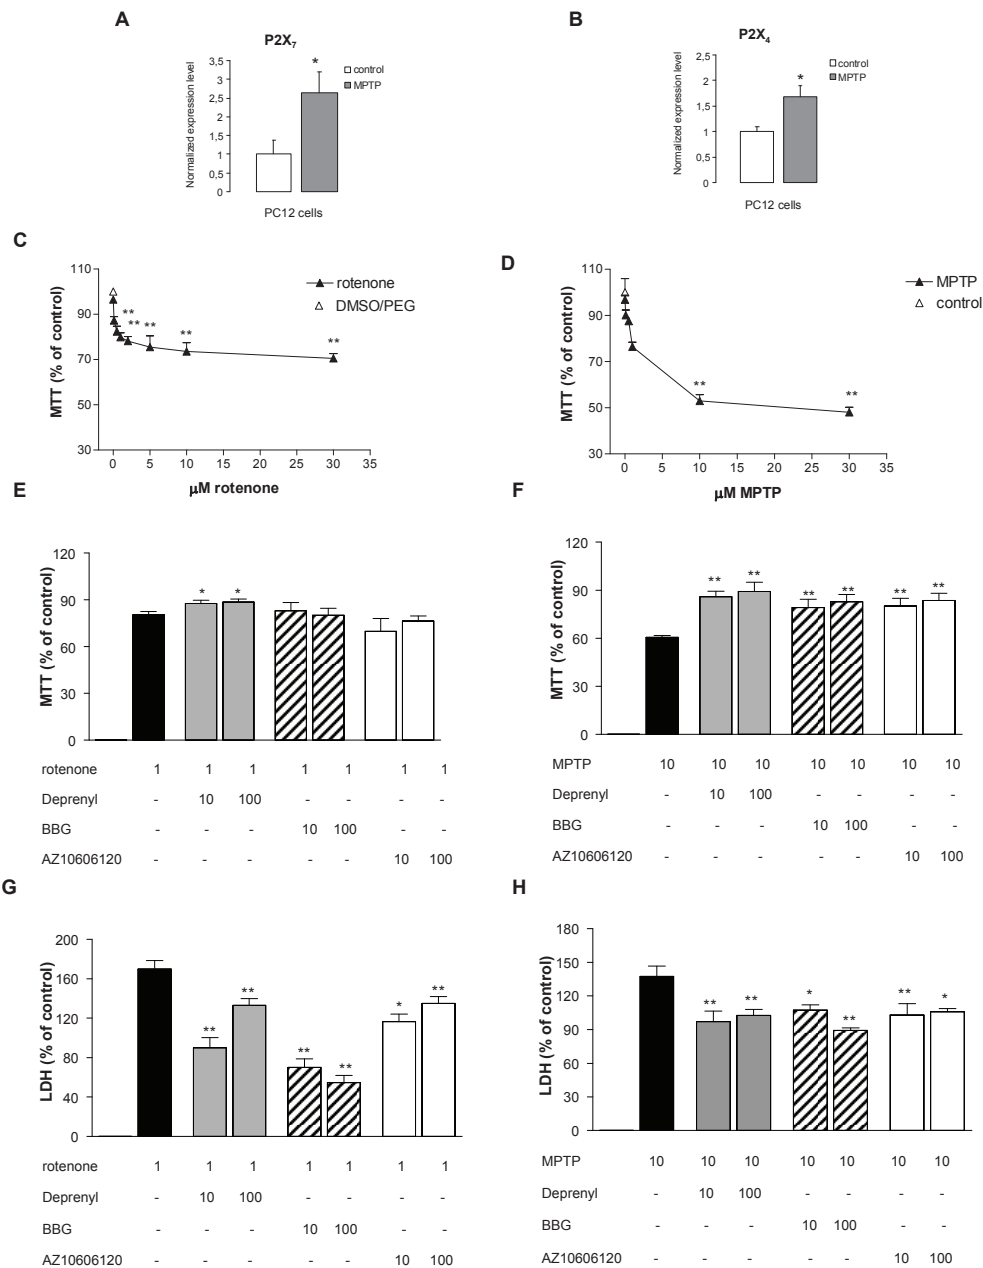 A
P2X7
Normalized expression level
3,5
3
2,5
2
1,5
1
0,5
0
*
control
MPTP
PC12 cells
B
P2X4
Normalized expression level
2,5
2
1,5
1
0,5
0
*
control
MPTP
PC12 cells
C
MTT (% of control)
110
90
70
50
30
** ** ** ** **
rotenone
DMSO/PEG
0 5 10 15 20 25 30 35
µM rotenone
D
MTT (% of control)
110
90
70
50
30
** **
MPTP
control
0 5 10 15 20 25 30 35
µM MPTP
E
MTT (% of control)
120
90
60
30
0
* *
rotenone 1 1 1 1 1 1 1
Deprenyl - 10 100 - - - -
BBG - - - 10 100 - -
AZ10606120 - - - - - 10 100
F
MTT (% of control)
120
90
60
30
0
** ** ** ** ** **
MPTP 10 10 10 10 10 10 10
Deprenyl - 10 100 - - - -
BBG - - - 10 100 - -
AZ10606120 - - - - - 10 100
G
LDH (% of control)
200
160
120
80
40
0
** ** ** ** * **
rotenone 1 1 1 1 1 1 1
Deprenyl - 10 100 - - - -
BBG - - - 10 100 - -
AZ10606120 - - - - - 10 100
H
LDH (% of control)
180
150
120
90
60
30
0
** ** * ** ** *
MPTP 10 10 10 10 10 10 10
Deprenyl - 10 100 - - - -
BBG - - - 10 100 - -
AZ10606120 - - - - - 10 100